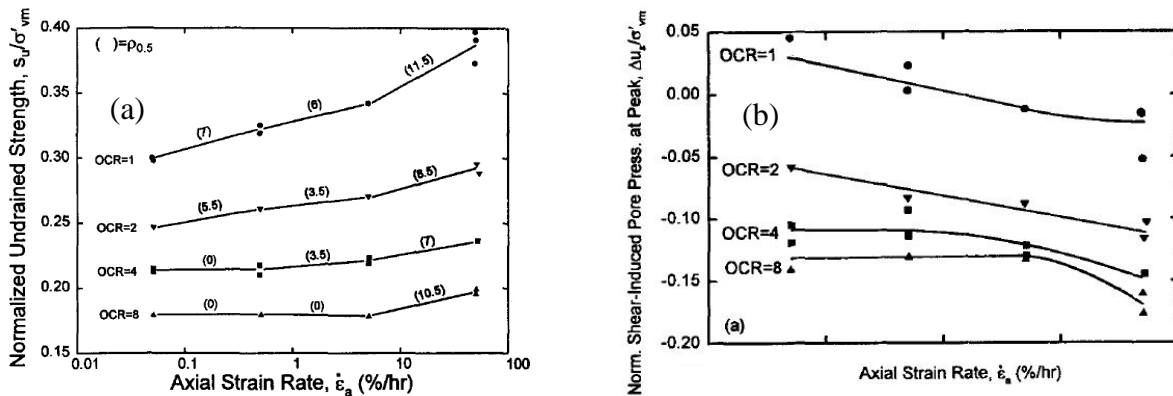 Normalized Undrained Strength, sᵤ/σ'ᵥₘ
0.40
0.35
0.30
0.25
0.20
0.15
( )=ρ₀.₅
(a)
(11.5)
(6)
(7)
OCR=1
(8.5)
(3.5)
(5.5)
OCR=2
(7)
(3.5)
(0)
OCR=4
(10.5)
(0)
(0)
OCR=8
0.01
0.1
1
10
100
Axial Strain Rate, ε̇ₐ (%/hr)
Norm. Shear-Induced Pore Press. at Peak, Δuₛ/σ'ᵥₘ
0.05
0.00
-0.05
-0.10
-0.15
-0.20
OCR=1
(b)
OCR=2
OCR=4
OCR=8
(a)
Axial Strain Rate, ε̇ₐ (%/hr)